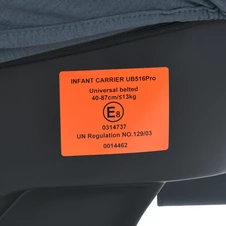 INFANT CARRIER UB516Pro
Universal belted
40-87cm/≤13kg
E8
0314737
UN Regulation NO.129/03
0014462